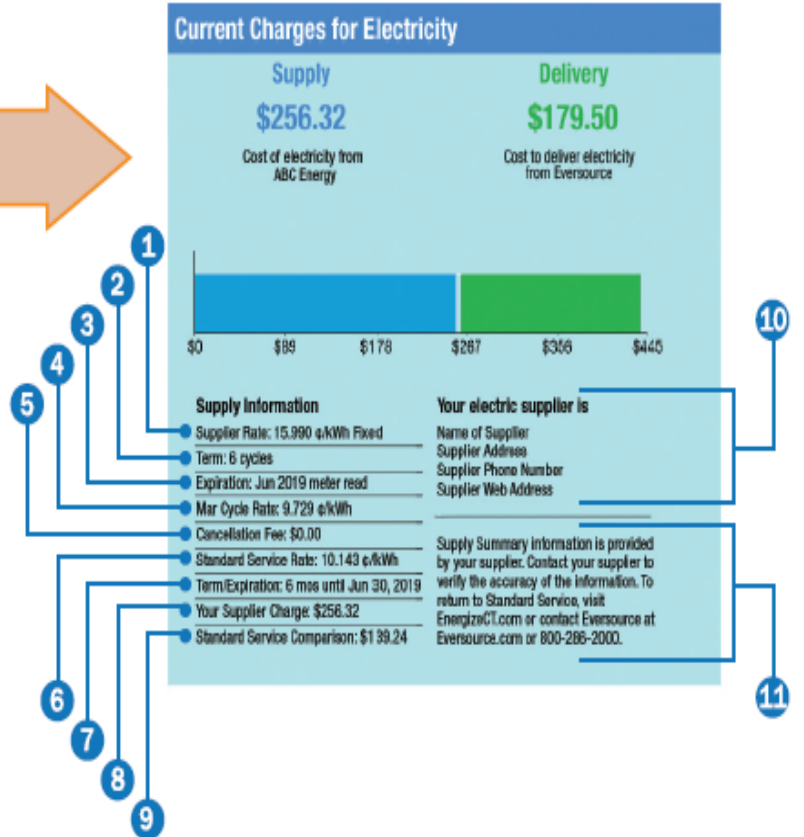 Current Charges for Electricity
Supply
Delivery
$256.32
$179.50
Cost of electricity from
ABC Energy
Cost to deliver electricity
from Eversource
1
2
3
4
5
10
$0
$89
$178
$267
$356
$445
Supply Information
Supplier Rate: 15.990 ¢/kWh Fixed
Term: 6 cycles
Expiration: Jun 2019 meter read
Mar Cycle Rate: 9.729 ¢/kWh
Cancellation Fee: $0.00
Standard Service Rate: 10.143 ¢/kWh
Term/Expiration: 6 mos until Jun 30, 2019
Your Supplier Charge: $256.32
Standard Service Comparison: $139.24
Your electric supplier is
Name of Supplier
Supplier Address
Supplier Phone Number
Supplier Web Address
Supply Summary information is provided
by your supplier. Contact your supplier to
verify the accuracy of the information. To
return to Standard Service, visit
EnergizeCT.com or contact Eversource at
Eversource.com or 800-286-2000.
6
7
8
9
11